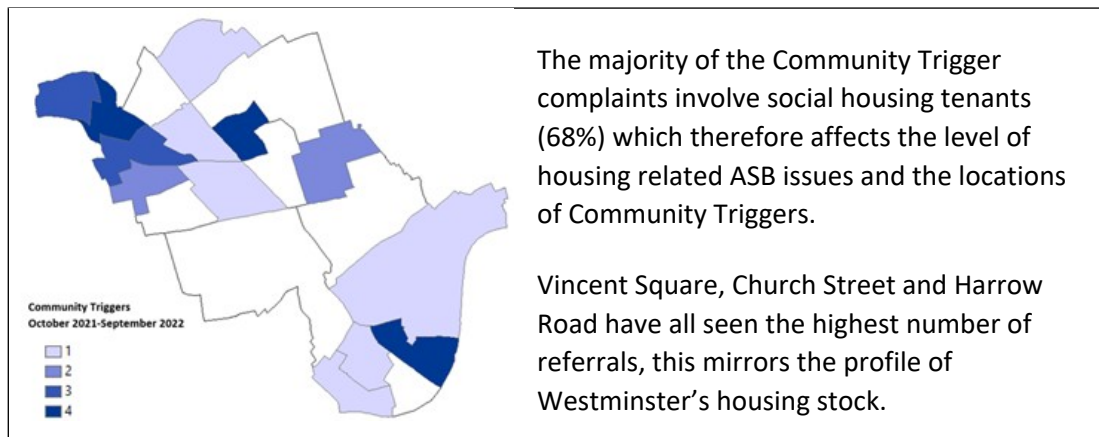 The majority of the Community Trigger
complaints involve social housing tenants
(68%) which therefore affects the level of
housing related ASB issues and the locations
of Community Triggers.
Vincent Square, Church Street and Harrow
Road have all seen the highest number of
referrals, this mirrors the profile of
Westminster’s housing stock.
Community Triggers
October 2021-September 2022
1
2
3
4